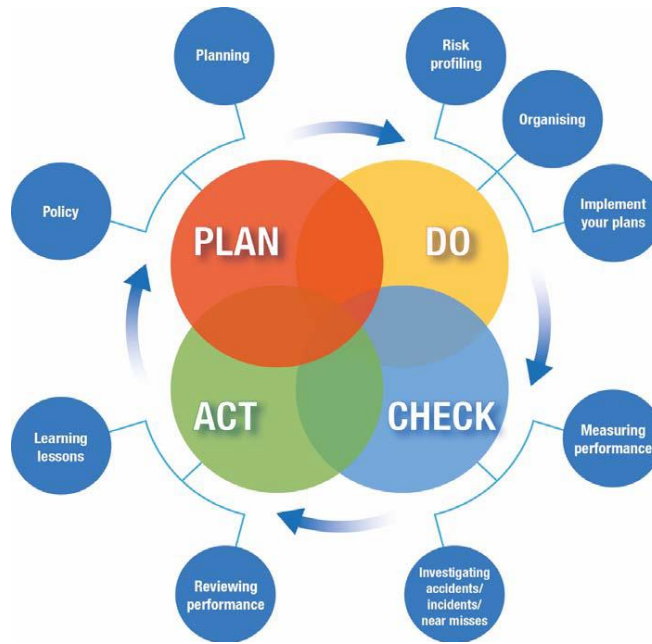 Planning
Risk
profiling
Organising
Policy
Implement
your plans
PLAN
DO
ACT
CHECK
Learning
lessons
Measuring
performance
Reviewing
performance
Investigating
accidents/
incidents/
near misses